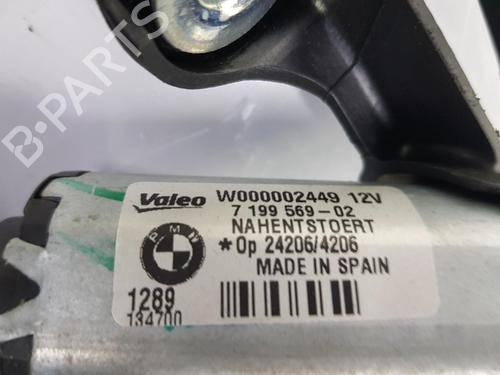 B-PARTS
Valeo W000002449 12V
7 199 569-02
NAHENTSTOERT
*Op 24206/4206
MADE IN SPAIN
BMW
1289
134700